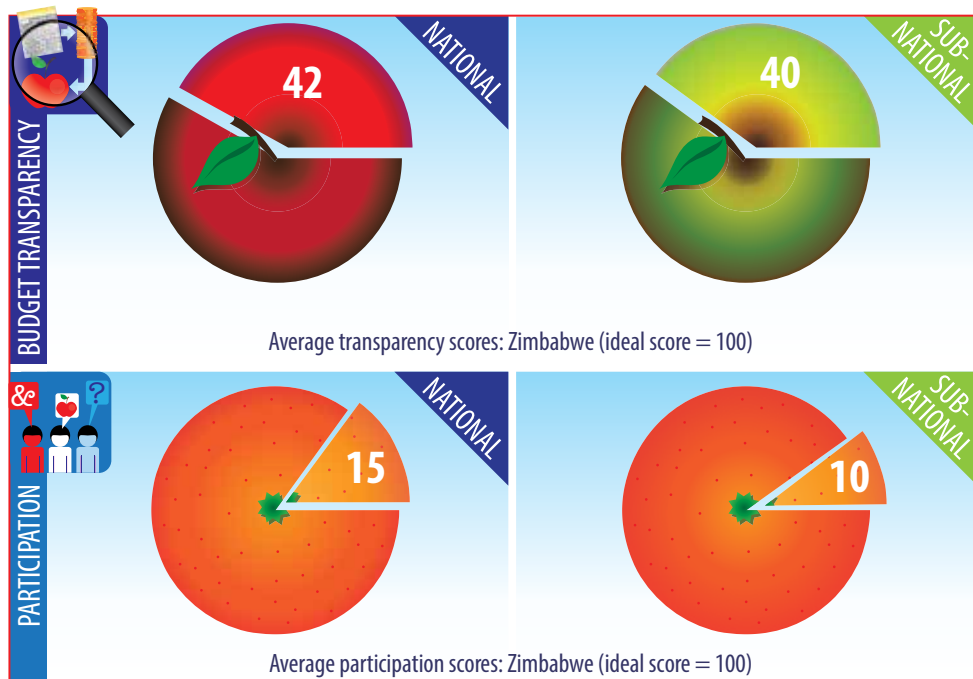 BUDGET TRANSPARENCY
NATIONAL
42
SUB-
NATIONAL
40
Average transparency scores: Zimbabwe (ideal score = 100)
PARTICIPATION
&
?
NATIONAL
15
SUB-
NATIONAL
10
Average participation scores: Zimbabwe (ideal score = 100)